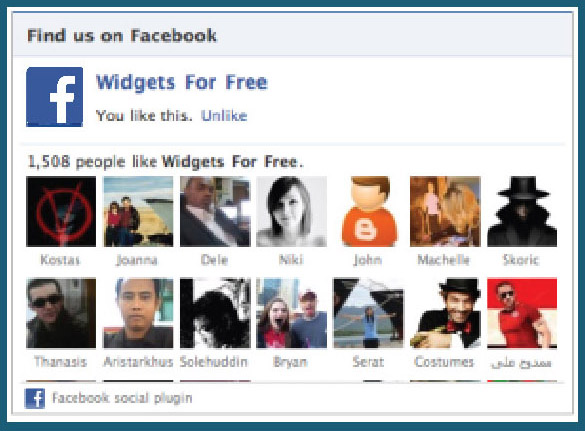 Find us on Facebook
f
Widgets For Free
You like this. Unlike
1,508 people like Widgets For Free.
Kostas Joanna Dele Niki John Machelle Skoric
Thanasis Aristarkhus Solehuddin Bryan Serat Costumes ممدوح على
f Facebook social plugin